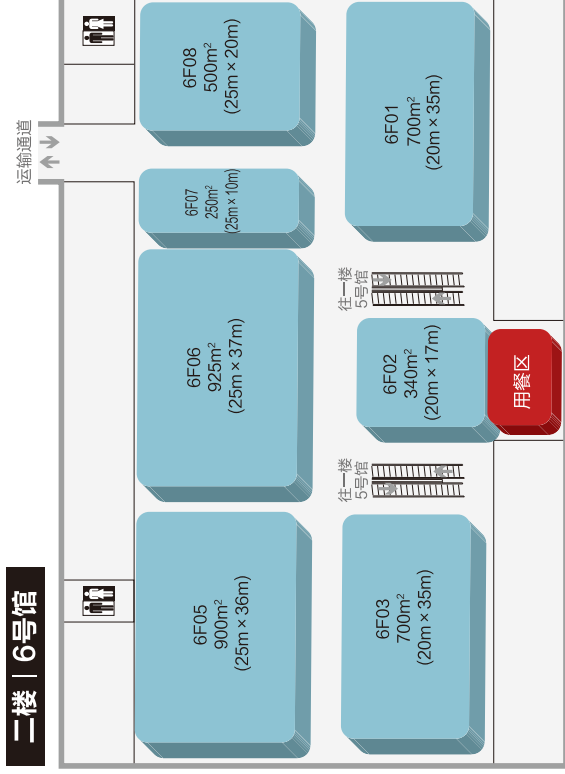 二楼 | 6号馆
运输通道
6F05
900m²
(25m×36m)
6F06
925m²
(25m×37m)
6F07
250m²
(25m×10m)
6F08
500m²
(25m×20m)
往一楼
5号馆
往一楼
5号馆
6F03
700m²
(20m×35m)
6F02
340m²
(20m×17m)
6F01
700m²
(20m×35m)
用餐区